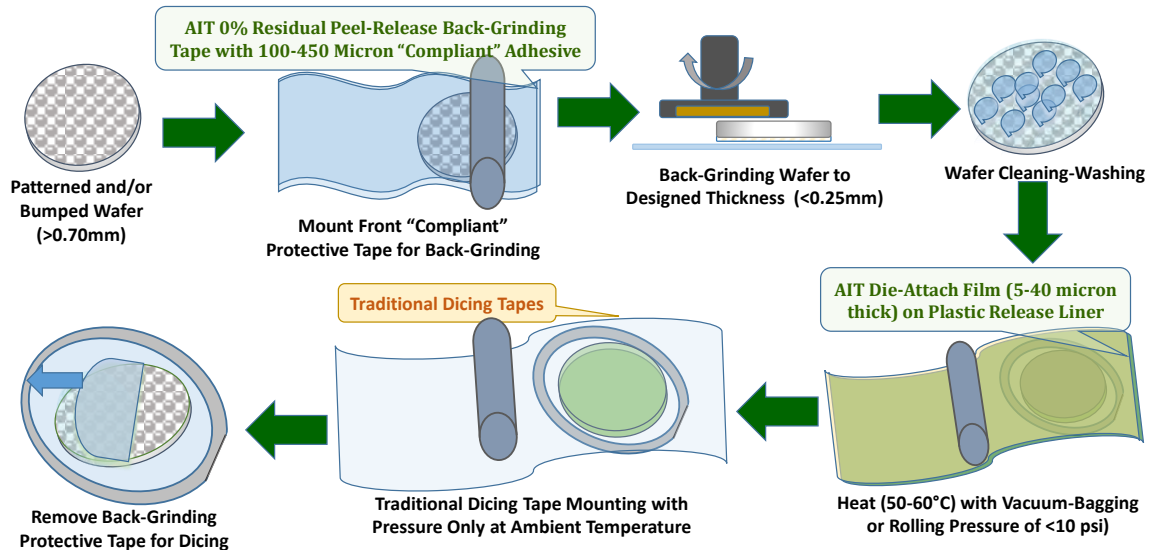 AIT 0% Residual Peel-Release Back-Grinding
Tape with 100-450 Micron “Compliant” Adhesive
Patterned and/or
Bumped Wafer
(>0.70mm)
Mount Front “Compliant”
Protective Tape for Back-Grinding
Back-Grinding Wafer to
Designed Thickness (<0.25mm)
Wafer Cleaning-Washing
AIT Die-Attach Film (5-40 micron
thick) on Plastic Release Liner
Heat (50-60°C) with Vacuum-Bagging
or Rolling Pressure of <10 psi)
Traditional Dicing Tapes
Traditional Dicing Tape Mounting with
Pressure Only at Ambient Temperature
Remove Back-Grinding
Protective Tape for Dicing